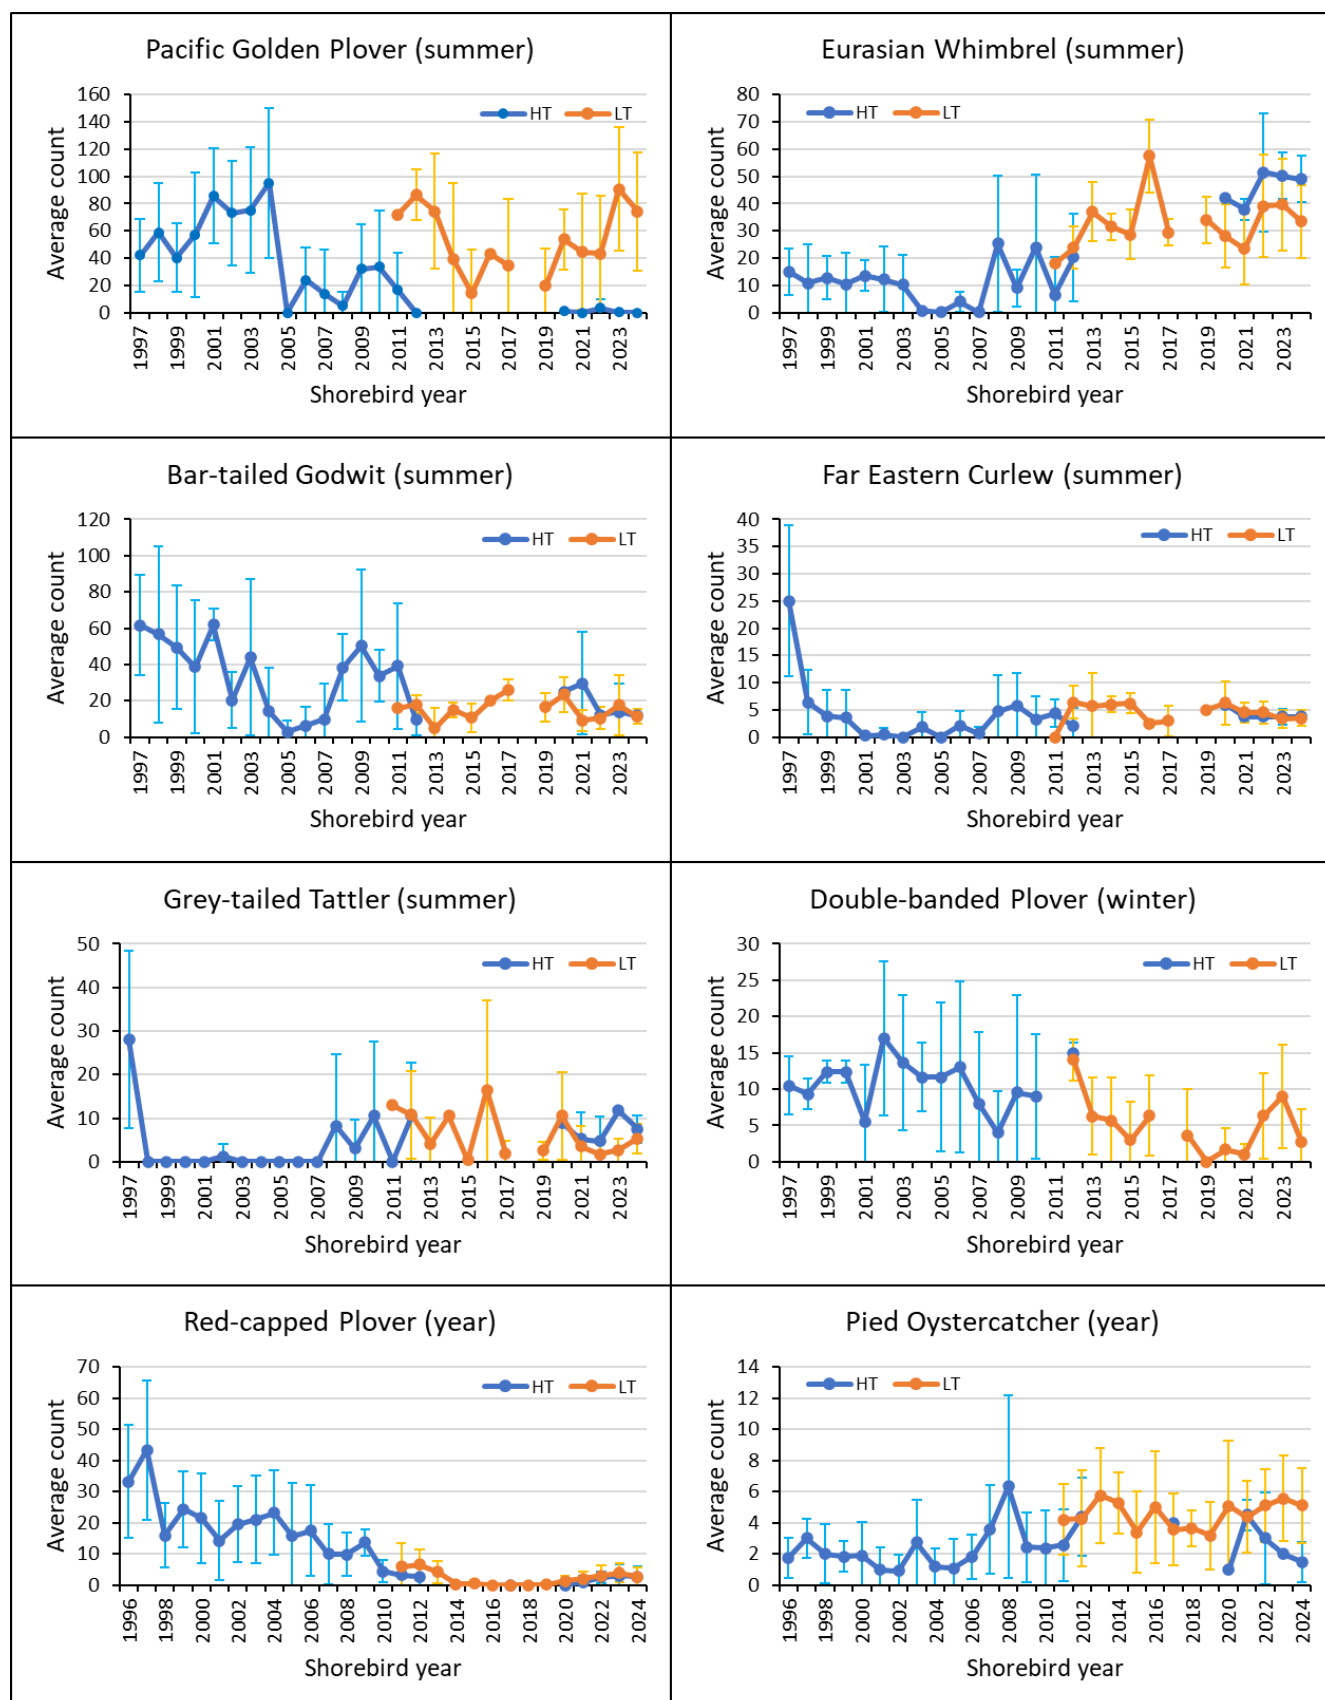 Pacific Golden Plover (summer)
Average count
160
140
120
100
80
60
40
20
0
HT LT
1997 1999 2001 2003 2005 2007 2009 2011 2013 2015 2017 2019 2021 2023
Shorebird year
Eurasian Whimbrel (summer)
Average count
80
70
60
50
40
30
20
10
0
HT LT
1997 1999 2001 2003 2005 2007 2009 2011 2013 2015 2017 2019 2021 2023
Shorebird year
Bar-tailed Godwit (summer)
Average count
120
100
80
60
40
20
0
HT LT
1997 1999 2001 2003 2005 2007 2009 2011 2013 2015 2017 2019 2021 2023
Shorebird year
Far Eastern Curlew (summer)
Average count
40
35
30
25
20
15
10
5
0
HT LT
1997 1999 2001 2003 2005 2007 2009 2011 2013 2015 2017 2019 2021 2023
Shorebird year
Grey-tailed Tattler (summer)
Average count
50
40
30
20
10
0
HT LT
1997 1999 2001 2003 2005 2007 2009 2011 2013 2015 2017 2019 2021 2023
Shorebird year
Double-banded Plover (winter)
Average count
30
25
20
15
10
5
0
HT LT
1997 1999 2001 2003 2005 2007 2009 2011 2013 2015 2017 2019 2021 2023
Shorebird year
Red-capped Plover (year)
Average count
70
60
50
40
30
20
10
0
HT LT
1996 1998 2000 2002 2004 2006 2008 2010 2012 2014 2016 2018 2020 2022 2024
Shorebird year
Pied Oystercatcher (year)
Average count
14
12
10
8
6
4
2
0
HT LT
1996 1998 2000 2002 2004 2006 2008 2010 2012 2014 2016 2018 2020 2022 2024
Shorebird year